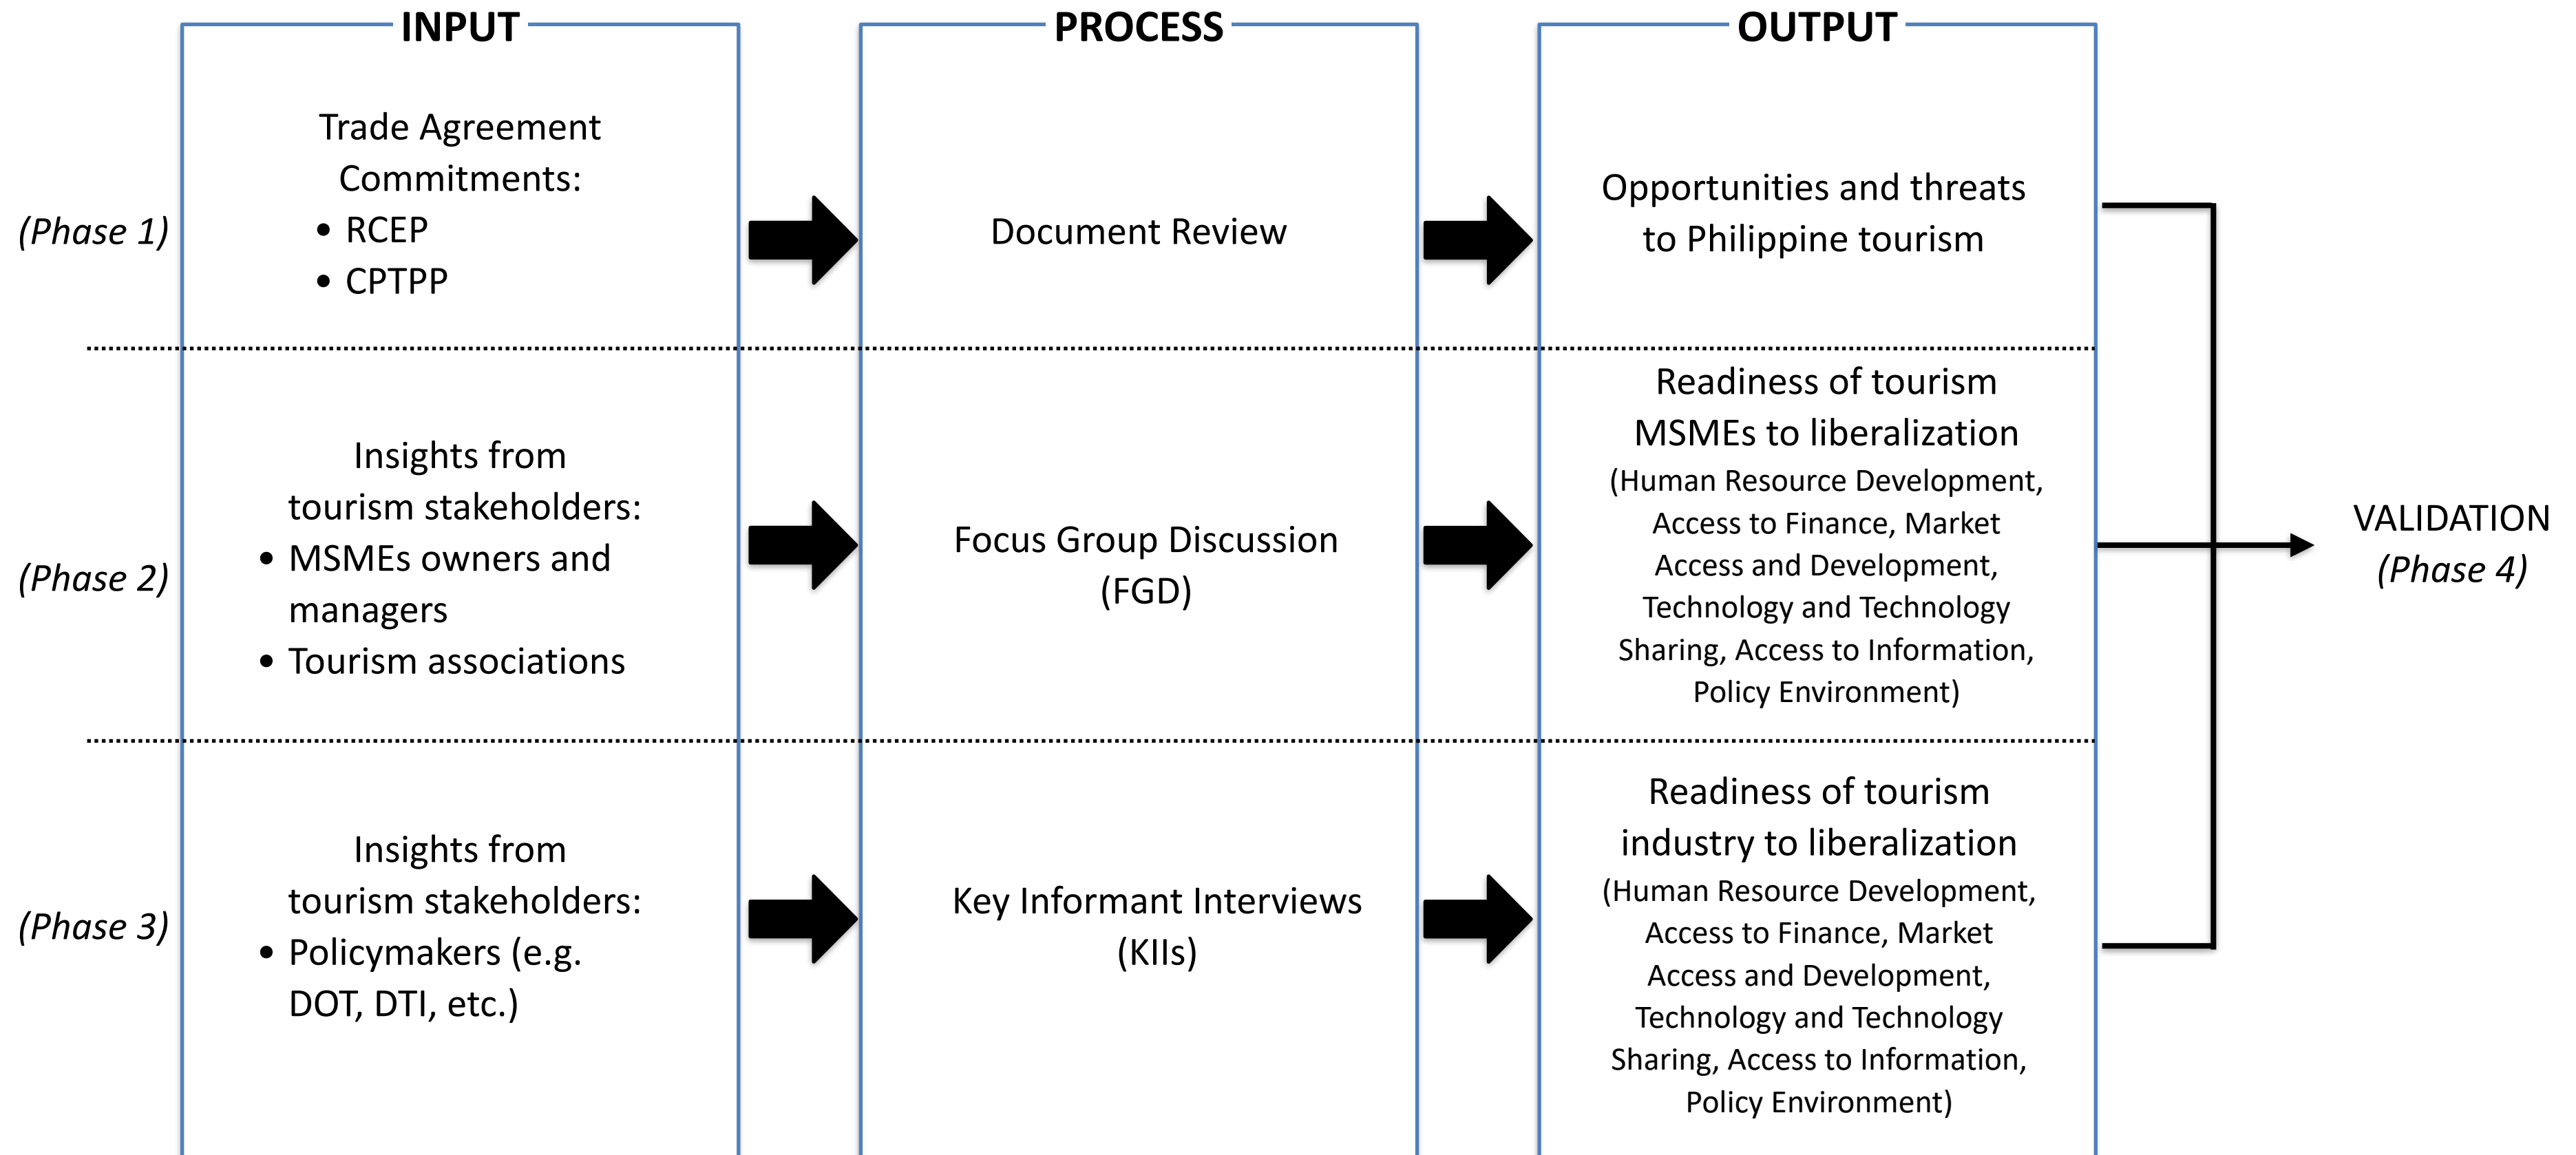 INPUT
PROCESS
OUTPUT
(Phase 1)
Trade Agreement
Commitments:
• RCEP
• CPTPP
Document Review
Opportunities and threats
to Philippine tourism
(Phase 2)
Insights from
tourism stakeholders:
• MSMEs owners and
managers
• Tourism associations
Focus Group Discussion
(FGD)
Readiness of tourism
MSMEs to liberalization
(Human Resource Development,
Access to Finance, Market
Access and Development,
Technology and Technology
Sharing, Access to Information,
Policy Environment)
(Phase 3)
Insights from
tourism stakeholders:
• Policymakers (e.g.
DOT, DTI, etc.)
Key Informant Interviews
(KIIs)
Readiness of tourism
industry to liberalization
(Human Resource Development,
Access to Finance, Market
Access and Development,
Technology and Technology
Sharing, Access to Information,
Policy Environment)
VALIDATION
(Phase 4)